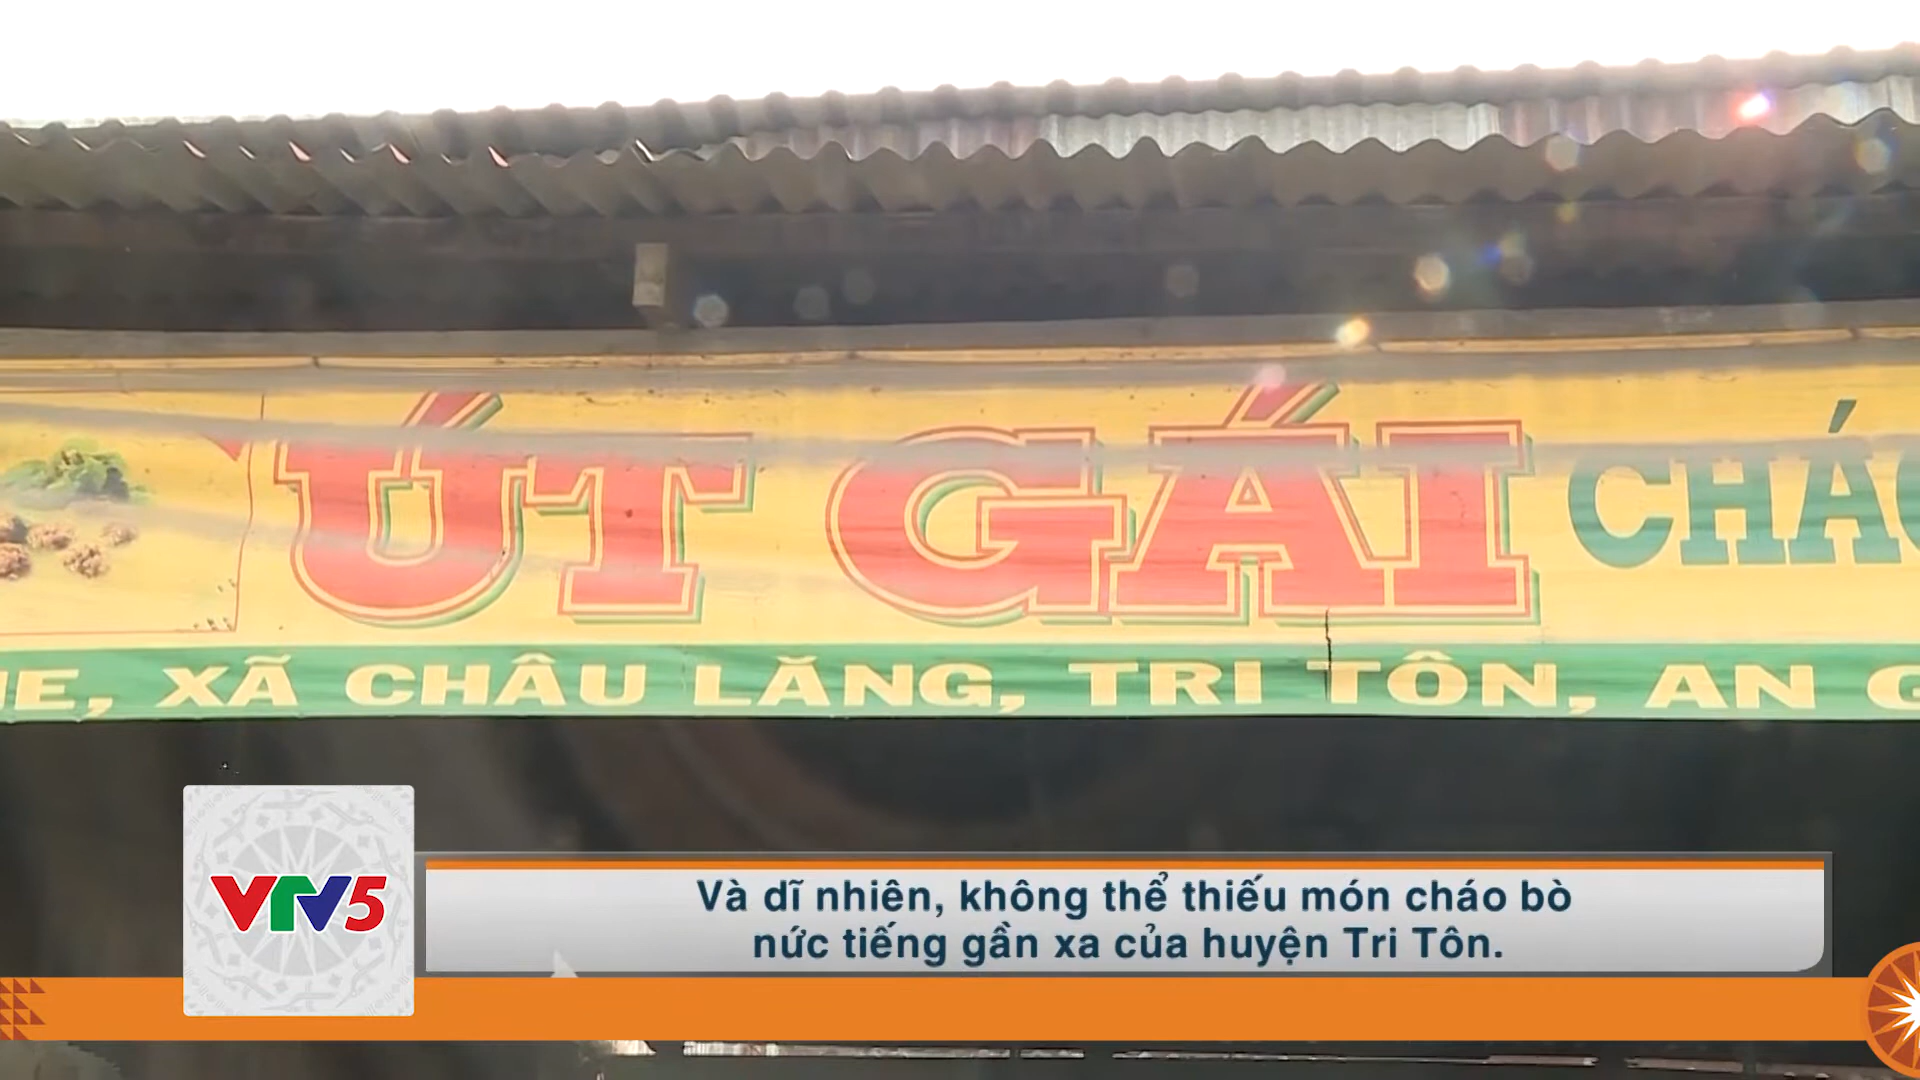 ÚT GÁI
XÃ CHÂU LĂNG, TRI TÔN, AN
VTV5
Và dĩ nhiên, không thể thiếu món cháo bò
nức tiếng gần xa của huyện Tri Tôn.